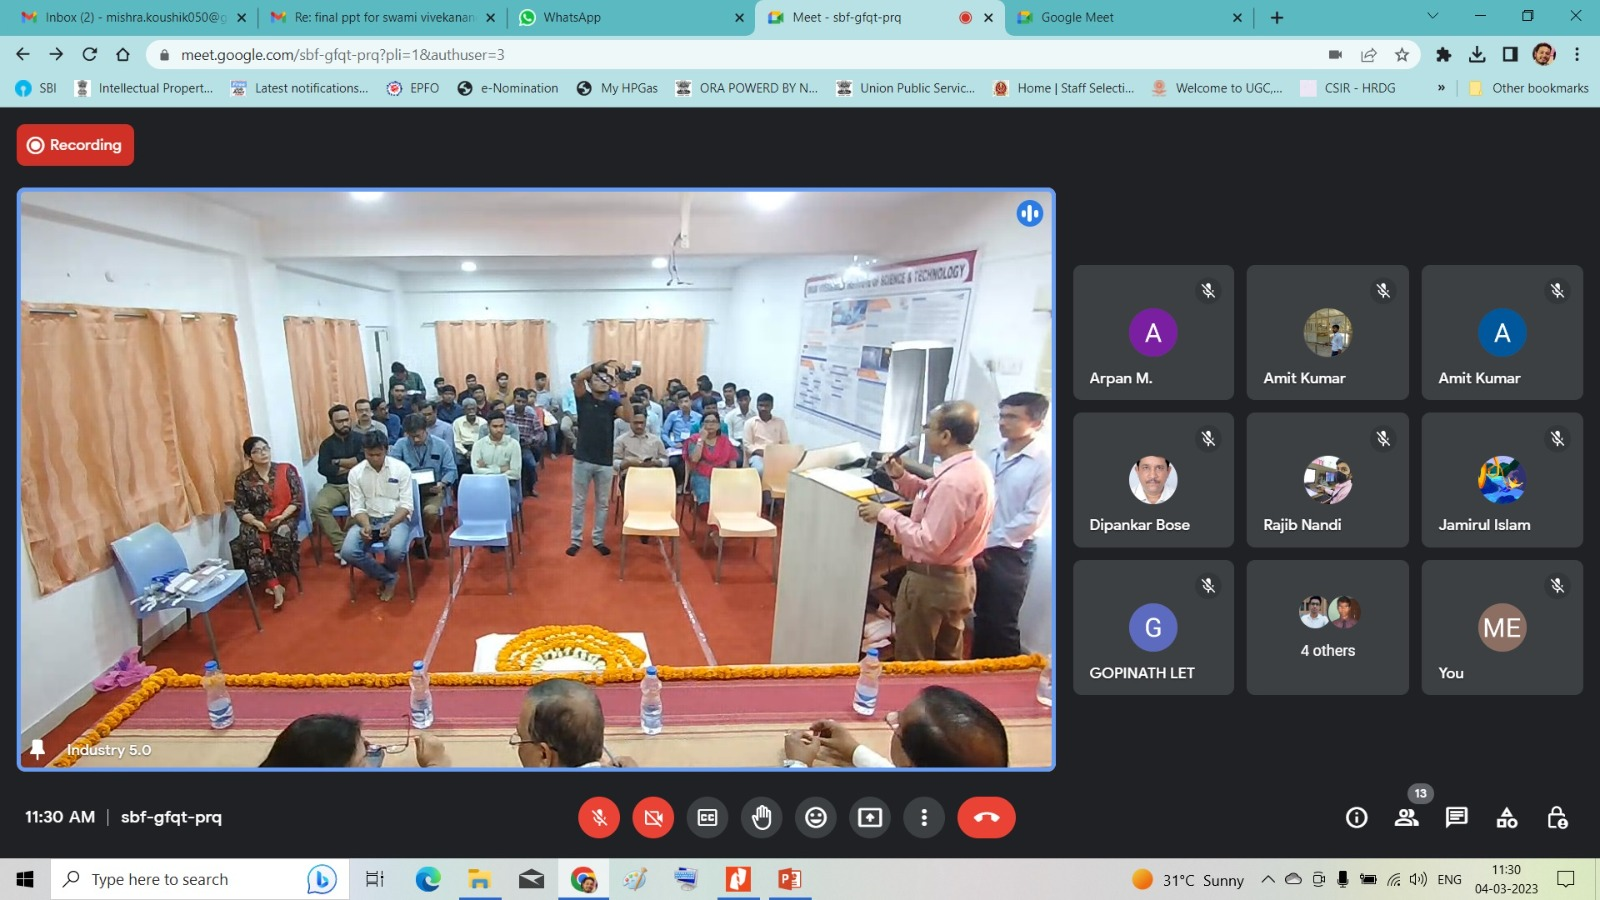 Inbox (2) - mishra.koushik050@g
Re: final ppt for swami vivekanan
WhatsApp
Meet - sbf-gfqt-prq
Google Meet
meet.google.com/sbf-gfqt-prq?pli=1&authuser=3
SBI
Intellectual Propert...
Latest notifications...
EPFO
e-Nomination
My HPGas
ORA POWERD BY N...
Union Public Servic...
Home | Staff Selecti...
Welcome to UGC,...
CSIR - HRDG
»
Other bookmarks
Recording
INSTITUTE OF SCIENCE & TECHNOLOGY
Industry 5.0
A
Arpan M.
Amit Kumar
A
Amit Kumar
Dipankar Bose
Rajib Nandi
Jamirul Islam
G
GOPINATH LET
4 others
ME
You
11:30 AM | sbf-gfqt-prq
CC
13
Type here to search
31°C Sunny
ENG
11:30
04-03-2023